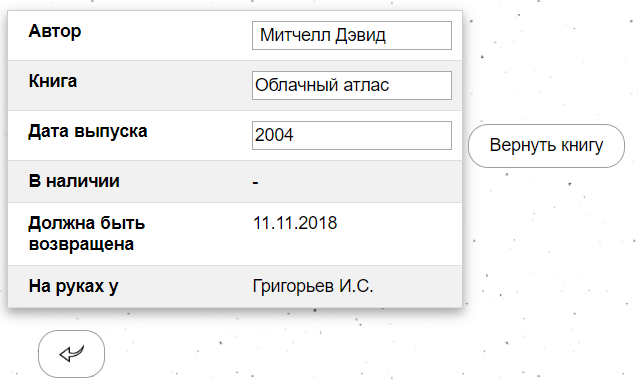 Автор Митчелл Дэвид
Книга Облачный атлас
Дата выпуска 2004
Вернуть книгу
В наличии -
Должна быть 11.11.2018
возвращена
На руках у Григорьев И.С.